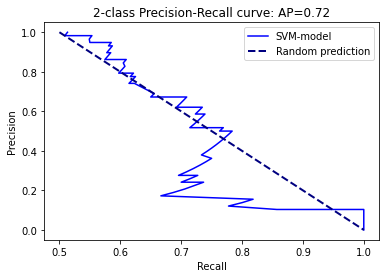 2-class Precision-Recall curve: AP=0.72
SVM-model
Random prediction
Precision
1.0
0.8
0.6
0.4
0.2
0.0
0.5 0.6 0.7 0.8 0.9 1.0
Recall